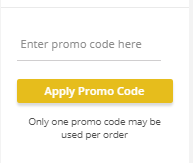 Enter promo code here
Apply Promo Code
Only one promo code may be
used per order